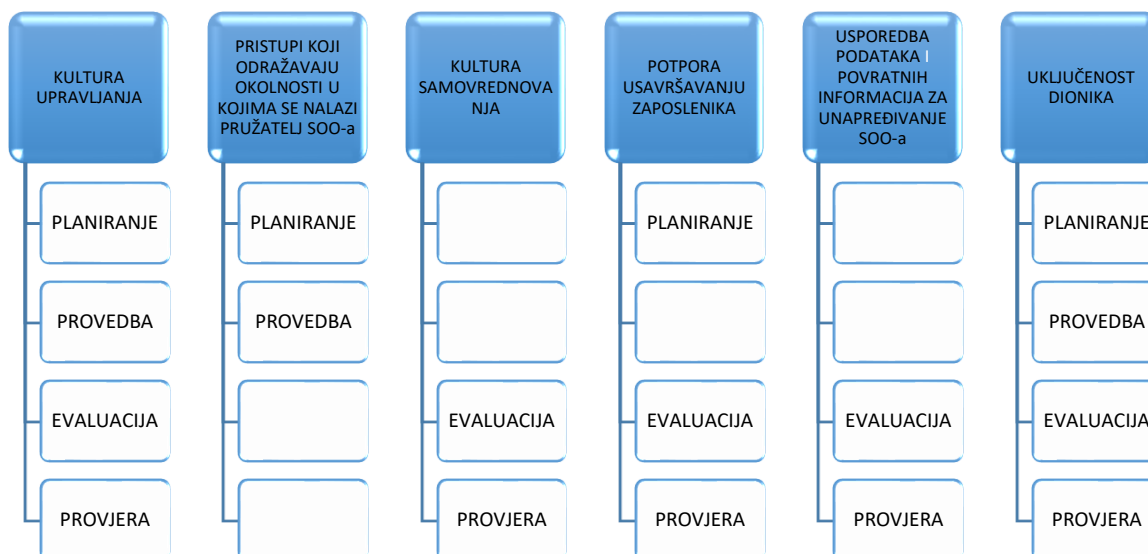 KULTURA
UPRAVLJANJA
PLANIRANJE
PROVEDBA
EVALUACIJA
PROVJERA
PRISTUPI KOJI
ODRAŽAVAJU
OKOLNOSTI U
KOJIMA SE NALAZI
PRUŽATELJ SOO-a
PLANIRANJE
PROVEDBA
KULTURA
SAMOVREDNOVA
NJA
EVALUACIJA
PROVJERA
POTPORA
USAVRŠAVANJU
ZAPOSLENIKA
PLANIRANJE
EVALUACIJA
PROVJERA
USPOREDBA
PODATAKA I
POVRATNIH
INFORMACIJA ZA
UNAPREĐIVANJE
SOO-a
EVALUACIJA
PROVJERA
UKLJUČENOST
DIONIKA
PLANIRANJE
PROVEDBA
EVALUACIJA
PROVJERA